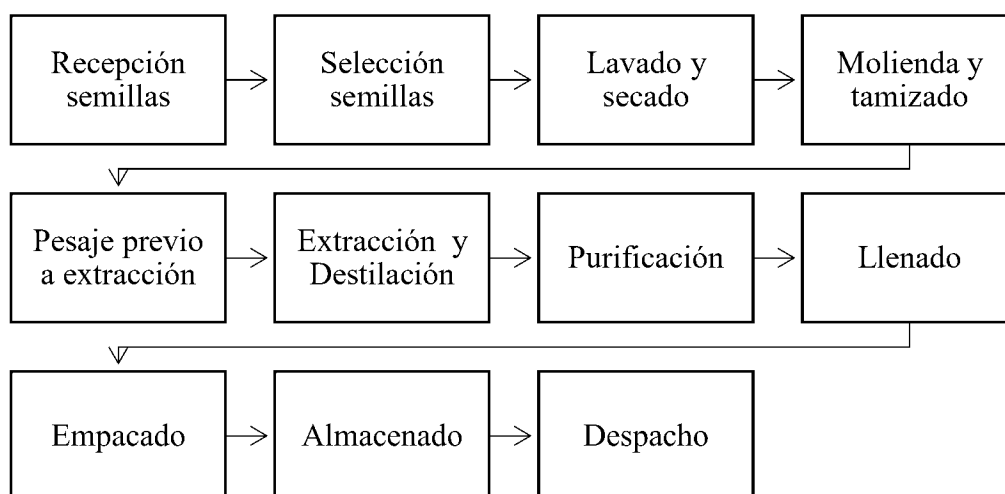 Recepción
semillas
Selección
semillas
Lavado y
secado
Molienda y
tamizado
Pesaje previo
a extracción
Extracción y
Destilación
Purificación
Llenado
Empacado
Almacenado
Despacho